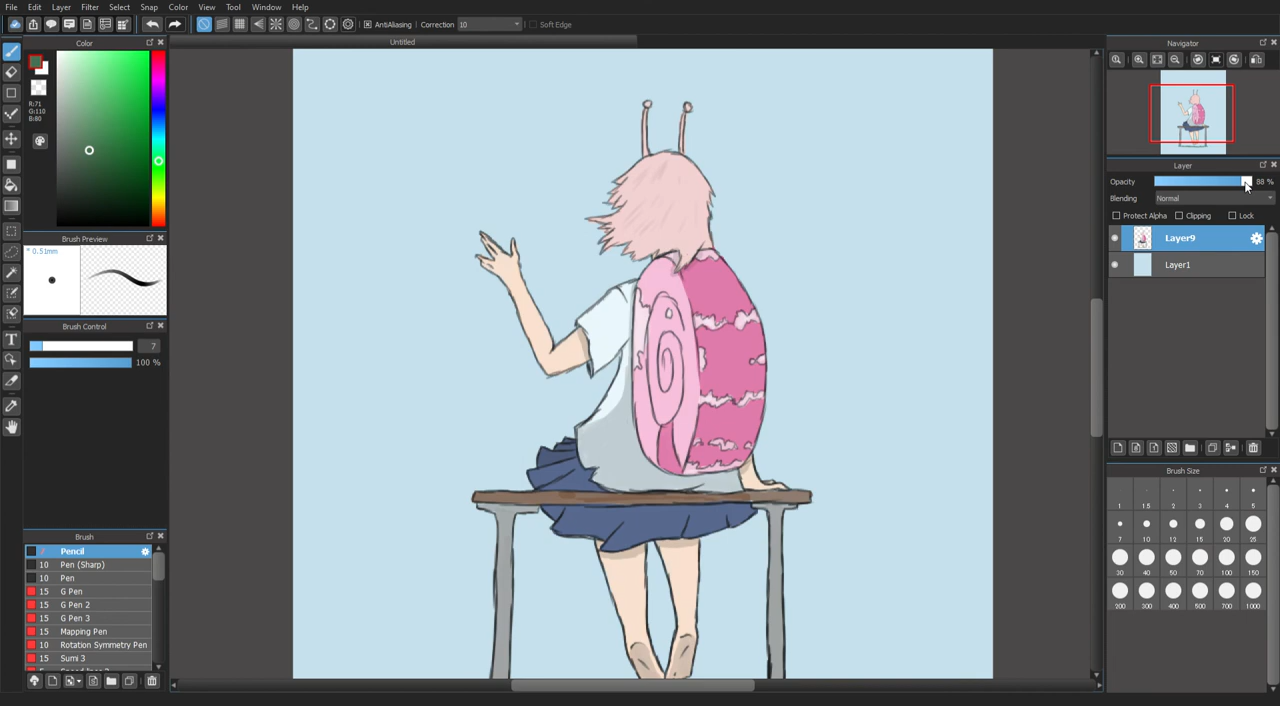 File Edit Layer Filter Select Snap Color View Tool Window Help
AntiAliasing Correction 10 Soft Edge
Color
Untitled
Navigator
R:71
G:110
B:80
Layer
Opacity 88 %
Blending Normal
Protect Alpha Clipping Lock
Layer9
Layer1
Brush Preview
* 0.51mm
Brush Control
7
100 %
Brush Size
1 1.5 2 3 4 5
7 10 12 15 20 25
30 40 50 70 100 150
200 300 400 500 700 1000
Brush
7 Pencil
10 Pen (Sharp)
10 Pen
15 G Pen
15 G Pen 2
15 G Pen 3
15 Mapping Pen
10 Rotation Symmetry Pen
15 Sumi 3